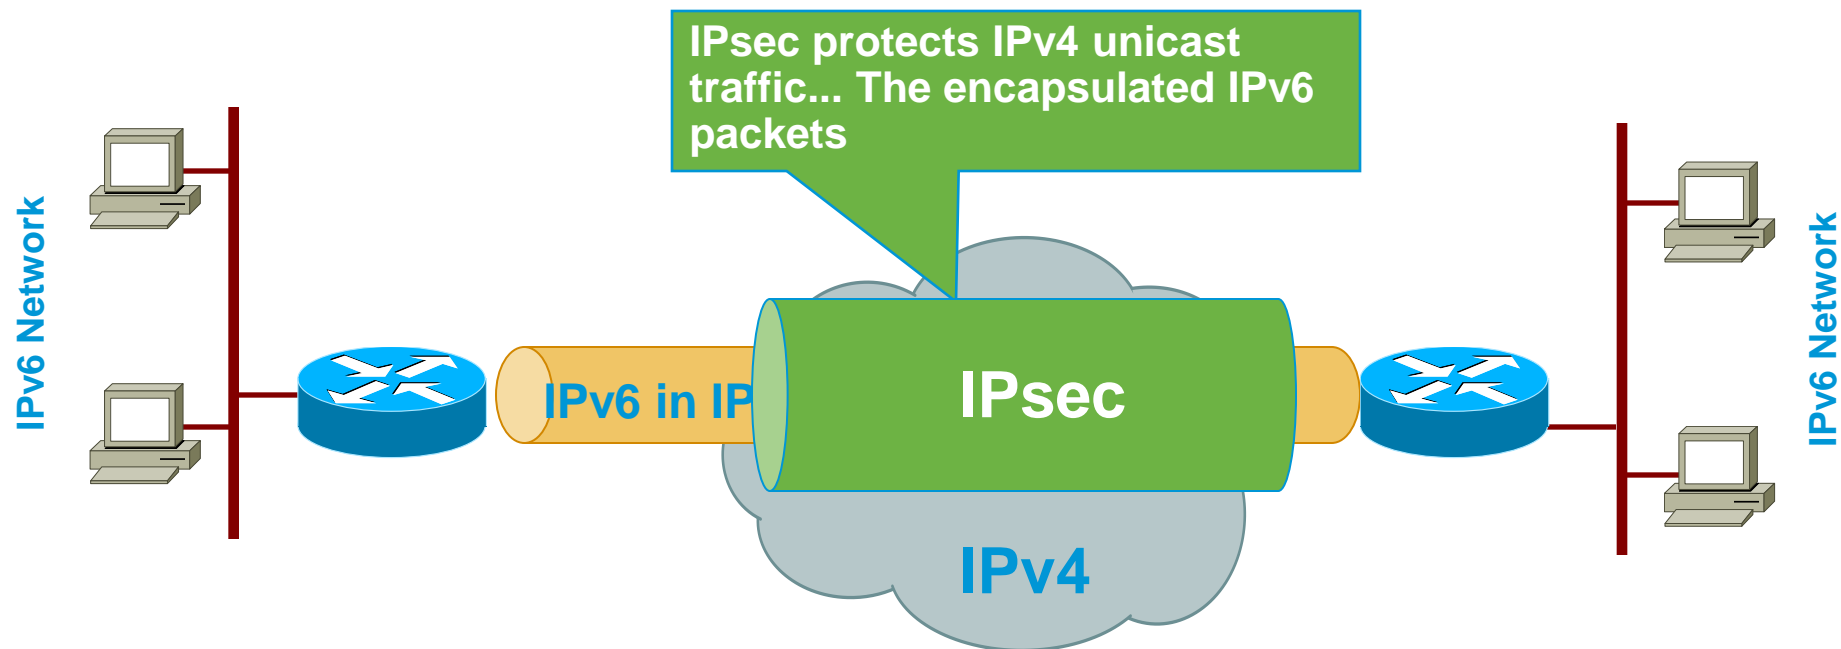 IPsec protects IPv4 unicast
traffic... The encapsulated IPv6
packets
IPv6 Network
IPv6 in IP
IPsec
IPv4
IPv6 Network